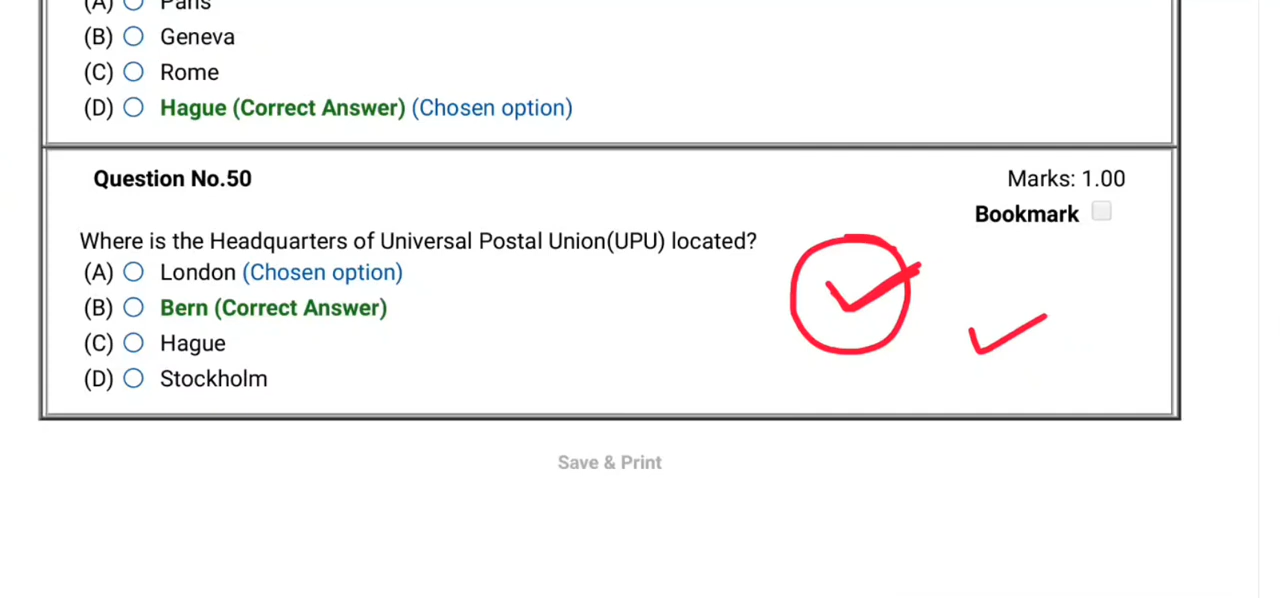 (A) Paris
(B) Geneva
(C) Rome
(D) Hague (Correct Answer) (Chosen option)
Question No.50
Marks: 1.00
Bookmark
Where is the Headquarters of Universal Postal Union(UPU) located?
(A) London (Chosen option)
(B) Bern (Correct Answer)
(C) Hague
(D) Stockholm
Save & Print